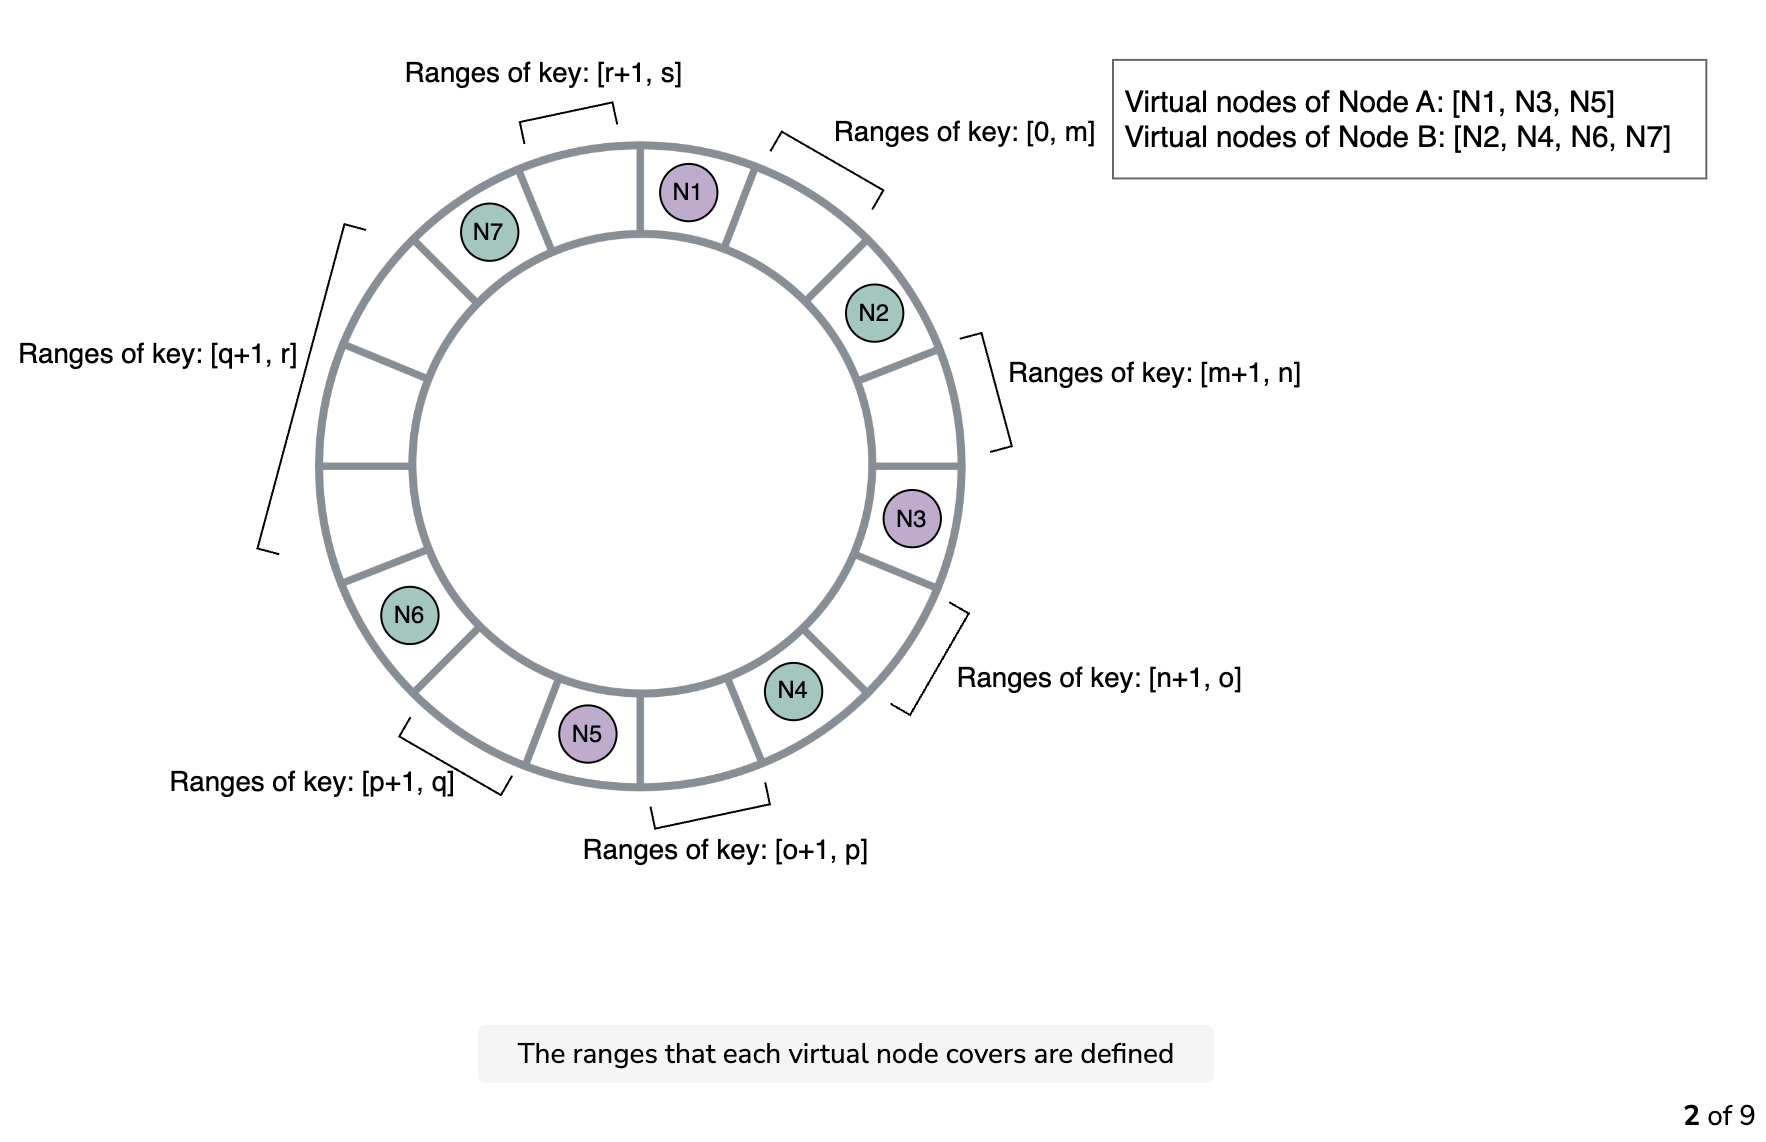 Ranges of key: [r+1, s]
Ranges of key: [0, m]
Virtual nodes of Node A: [N1, N3, N5]
Virtual nodes of Node B: [N2, N4, N6, N7]
N1
N7
N2
Ranges of key: [q+1, r]
Ranges of key: [m+1, n]
N3
N6
Ranges of key: [n+1, o]
N4
N5
Ranges of key: [p+1, q]
Ranges of key: [o+1, p]
The ranges that each virtual node covers are defined
2 of 9